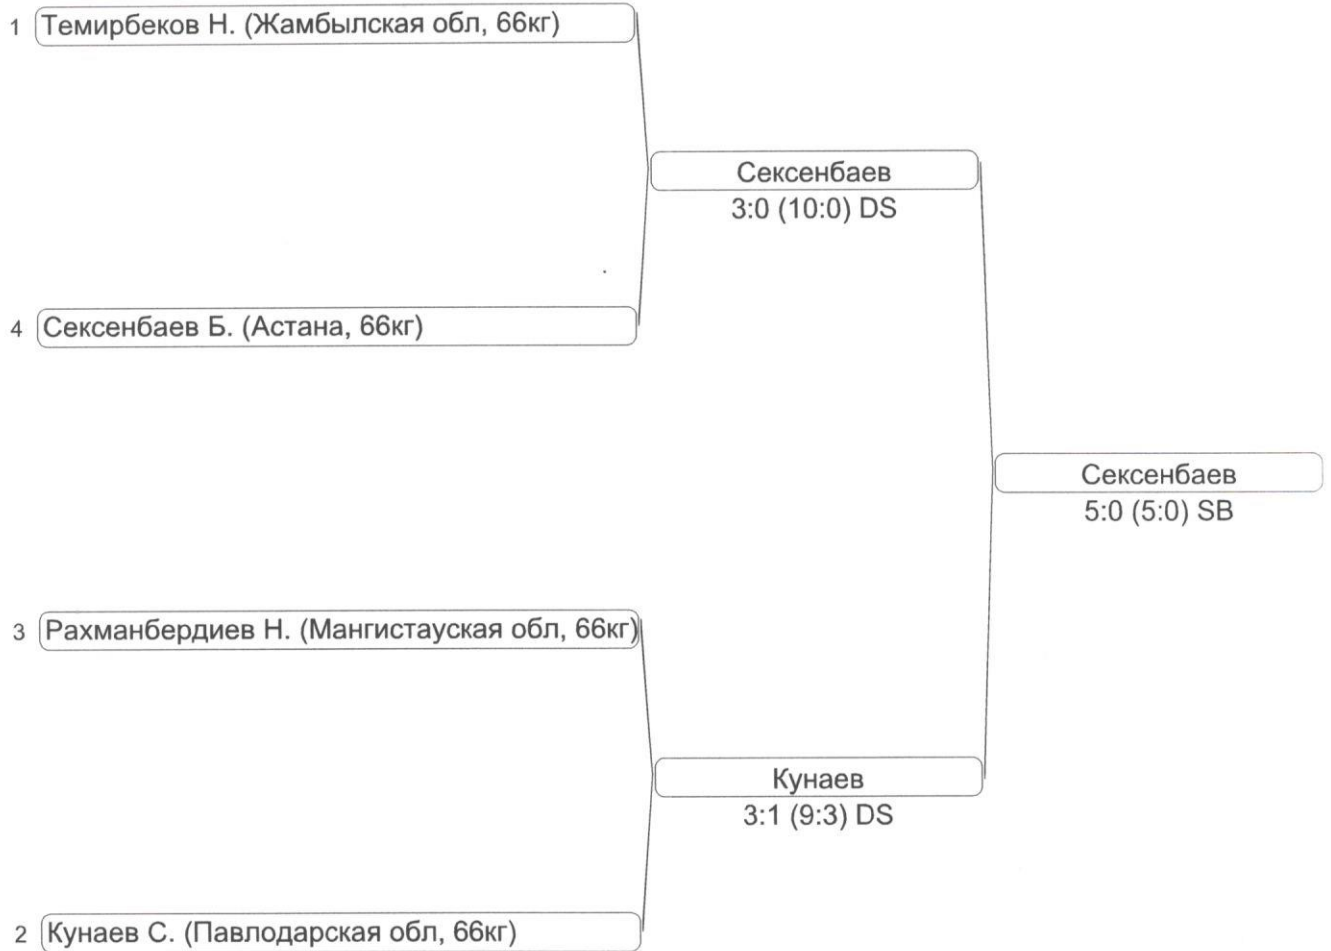 1 Темирбеков Н. (Жамбылская обл, 66кг)
Сексенбаев
3:0 (10:0) DS
4 Сексенбаев Б. (Астана, 66кг)
Сексенбаев
5:0 (5:0) SB
3 Рахманбердиев Н. (Мангистауская обл, 66кг)
Кунаев
3:1 (9:3) DS
2 Кунаев С. (Павлодарская обл, 66кг)